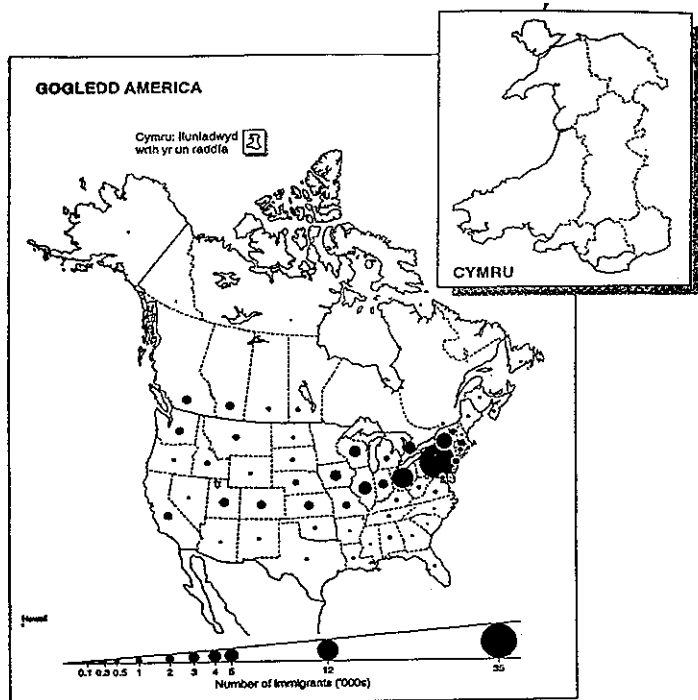 GOGLEDD AMERICA
Cymru: lluniadwyd
wrth yr un raddfa
CYMRU
Hawaii
0.1 0.3 0.5 1 2 3 4 5 12 35
Number of Immigrants ('000s)